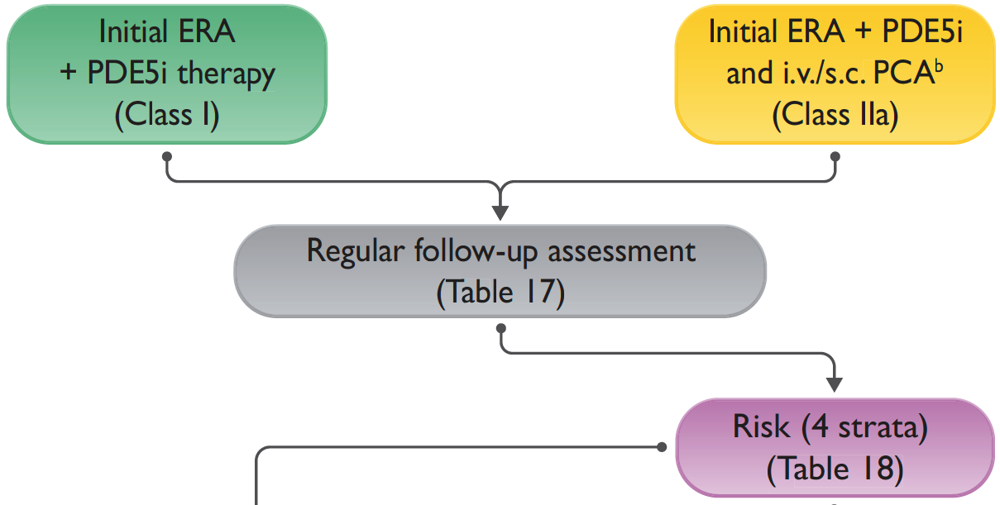 Initial ERA
+ PDE5i therapy
(Class I)
Initial ERA + PDE5i
and i.v./s.c. PCAᵇ
(Class IIa)
Regular follow-up assessment
(Table 17)
Risk (4 strata)
(Table 18)